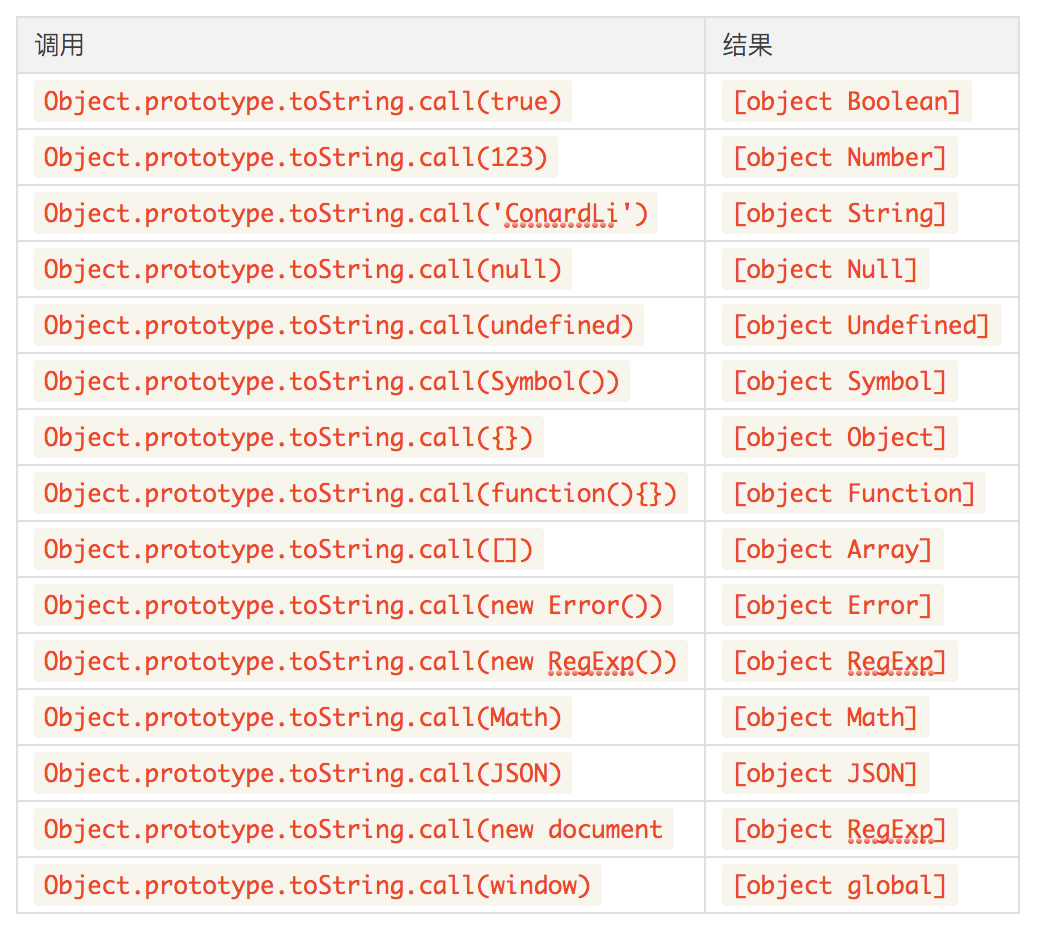 调用 结果
Object.prototype.toString.call(true) [object Boolean]
Object.prototype.toString.call(123) [object Number]
Object.prototype.toString.call('ConardLi') [object String]
Object.prototype.toString.call(null) [object Null]
Object.prototype.toString.call(undefined) [object Undefined]
Object.prototype.toString.call(Symbol()) [object Symbol]
Object.prototype.toString.call({}) [object Object]
Object.prototype.toString.call(function(){}) [object Function]
Object.prototype.toString.call([]) [object Array]
Object.prototype.toString.call(new Error()) [object Error]
Object.prototype.toString.call(new RegExp()) [object RegExp]
Object.prototype.toString.call(Math) [object Math]
Object.prototype.toString.call(JSON) [object JSON]
Object.prototype.toString.call(new document [object RegExp]
Object.prototype.toString.call(window) [object global]